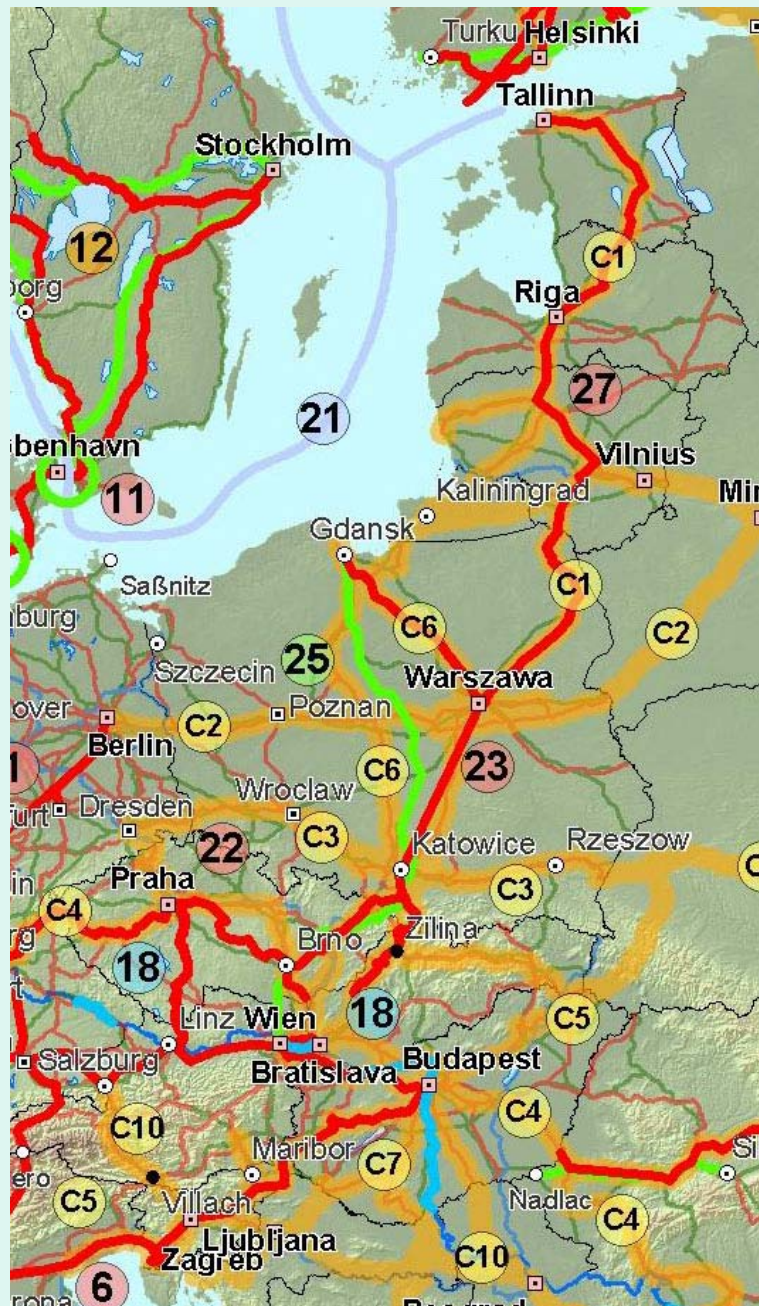 Turku Helsinki
Tallinn
Stockholm
12
C1
Riga
27
21
Vilnius
11
Kaliningrad
Gdansk
Saßnitz
C1
C6
C2
25
Szczecin
Warszawa
Poznan
Berlin
C2
C6
23
Wroclaw
Dresden
C3
22
Katowice
Rzeszow
C3
Praha
C4
Zilina
Brno
18
18
Linz Wien
C5
Bratislava
Budapest
Salzburg
C4
C10
Maribor
C7
C5
Villach
Nadlac
C4
Ljubljana
Zagreb
C10
6